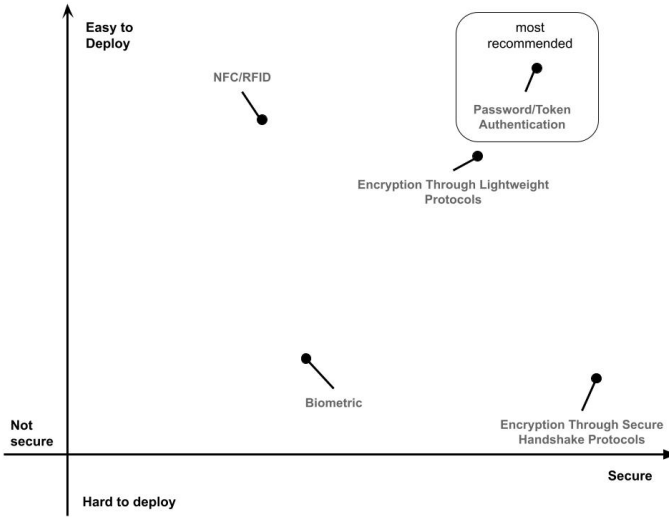 Easy to
Deploy
most
recommended
NFC/RFID
Password/Token
Authentication
Encryption Through Lightweight
Protocols
Biometric
Not
secure
Encryption Through Secure
Handshake Protocols
Secure
Hard to deploy